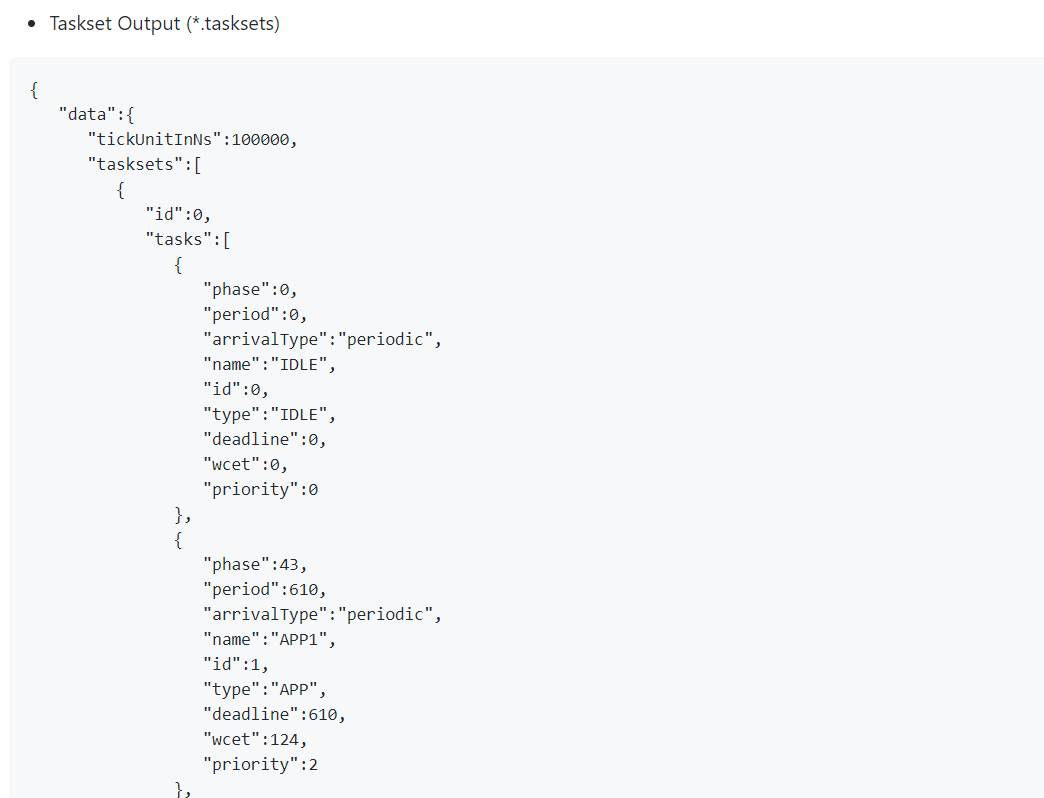 • Taskset Output (*.tasksets)
{
   "data":{
      "tickUnitInNs":100000,
      "tasksets":[
         {
            "id":0,
            "tasks":[
               {
                  "phase":0,
                  "period":0,
                  "arrivalType":"periodic",
                  "name":"IDLE",
                  "id":0,
                  "type":"IDLE",
                  "deadline":0,
                  "wcet":0,
                  "priority":0
               },
               {
                  "phase":43,
                  "period":610,
                  "arrivalType":"periodic",
                  "name":"APP1",
                  "id":1,
                  "type":"APP",
                  "deadline":610,
                  "wcet":124,
                  "priority":2
               },